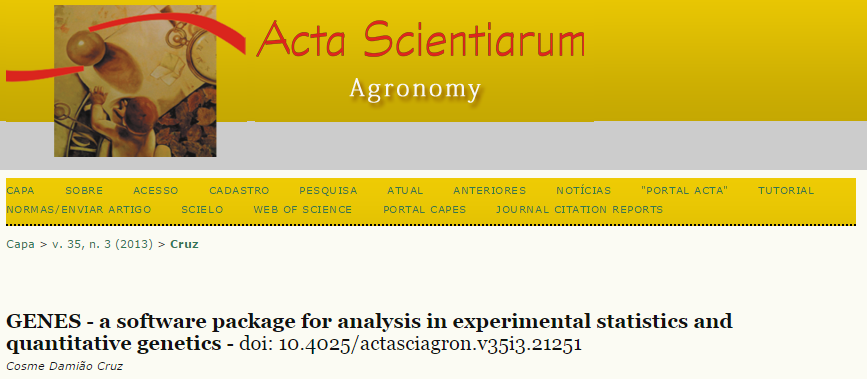 Acta Scientiarum
Agronomy
CAPA SOBRE ACESSO CADASTRO PESQUISA ATUAL ANTERIORES NOTÍCIAS "PORTAL ACTA" TUTORIAL
NORMAS/ENVIAR ARTIGO SCIELO WEB OF SCIENCE PORTAL CAPES JOURNAL CITATION REPORTS
Capa > v. 35, n. 3 (2013) > Cruz
GENES - a software package for analysis in experimental statistics and
quantitative genetics - doi: 10.4025/actasciagron.v35i3.21251
Cosme Damião Cruz